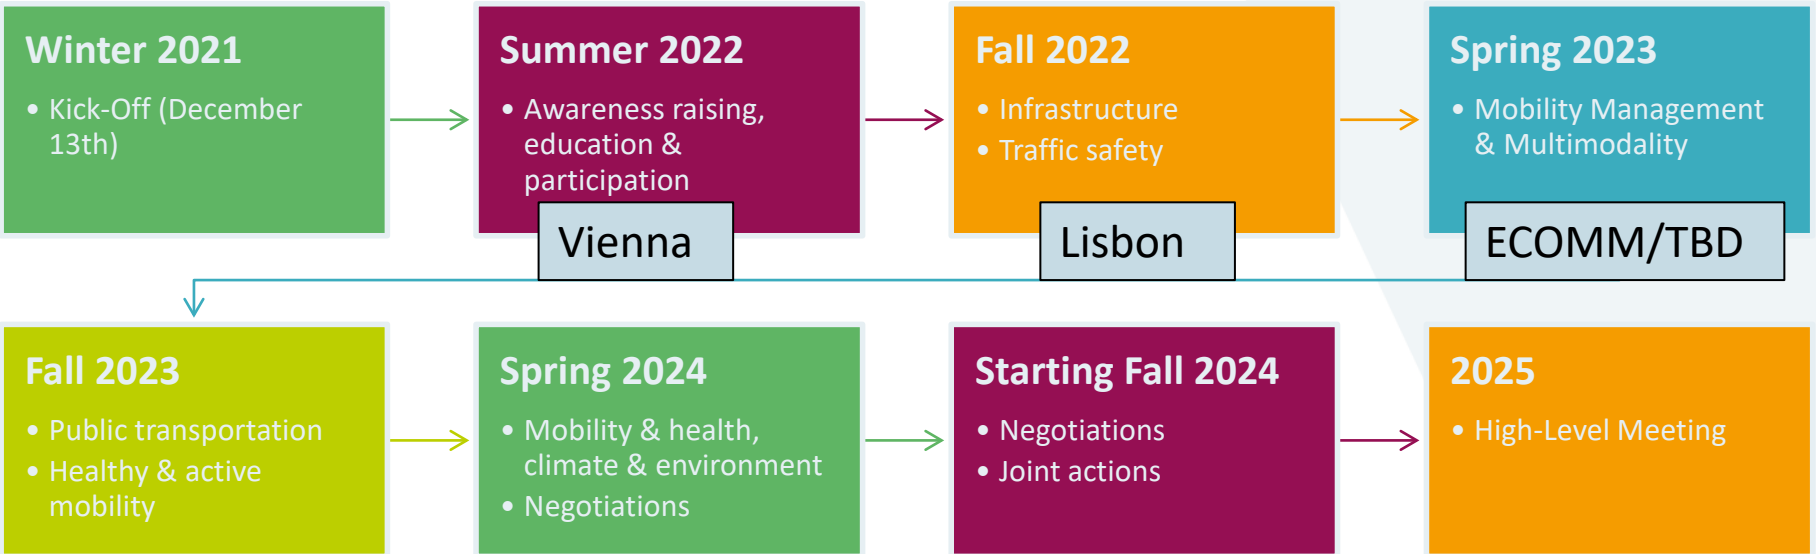 Winter 2021
• Kick-Off (December
13th)
Summer 2022
• Awareness raising,
education &
participation
Vienna
Fall 2022
• Infrastructure
• Traffic safety
Lisbon
Spring 2023
• Mobility Management
& Multimodality
ECOMM/TBD
Fall 2023
• Public transportation
• Healthy & active
mobility
Spring 2024
• Mobility & health,
climate & environment
• Negotiations
Starting Fall 2024
• Negotiations
• Joint actions
2025
• High-Level Meeting